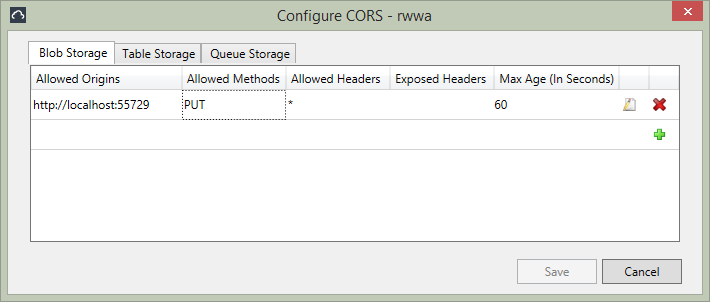 Configure CORS - rwwa
Blob Storage Table Storage Queue Storage
Allowed Origins Allowed Methods Allowed Headers Exposed Headers Max Age (In Seconds)
http://localhost:55729 PUT * 60
Save Cancel